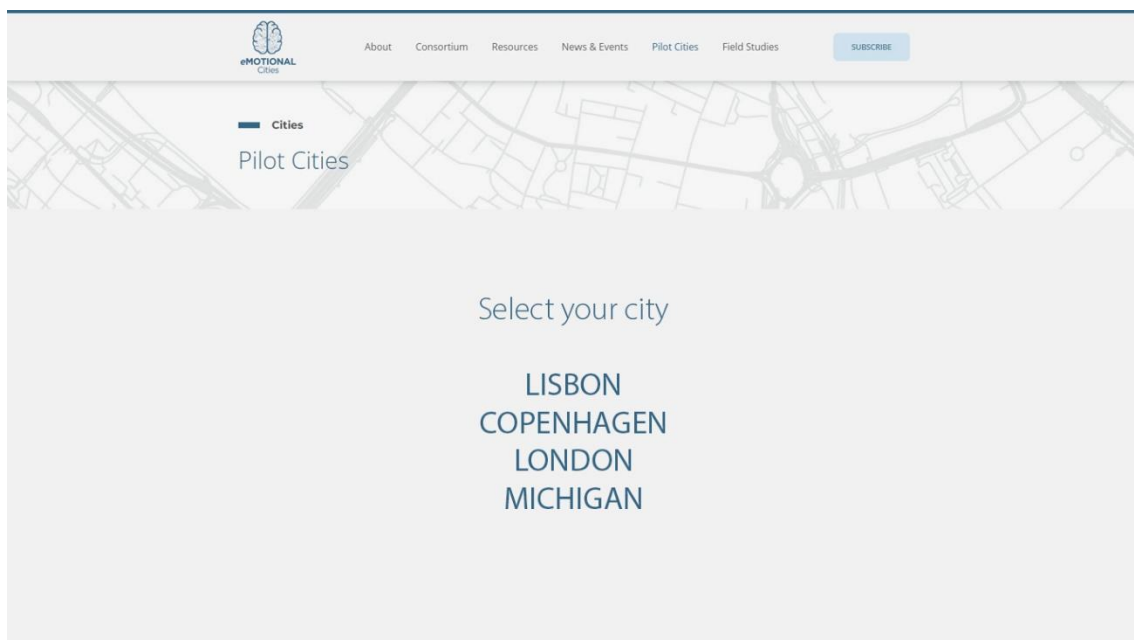 eMOTIONAL
Cities
About Consortium Resources News & Events Pilot Cities Field Studies SUBSCRIBE
Cities
Pilot Cities
Select your city
LISBON
COPENHAGEN
LONDON
MICHIGAN